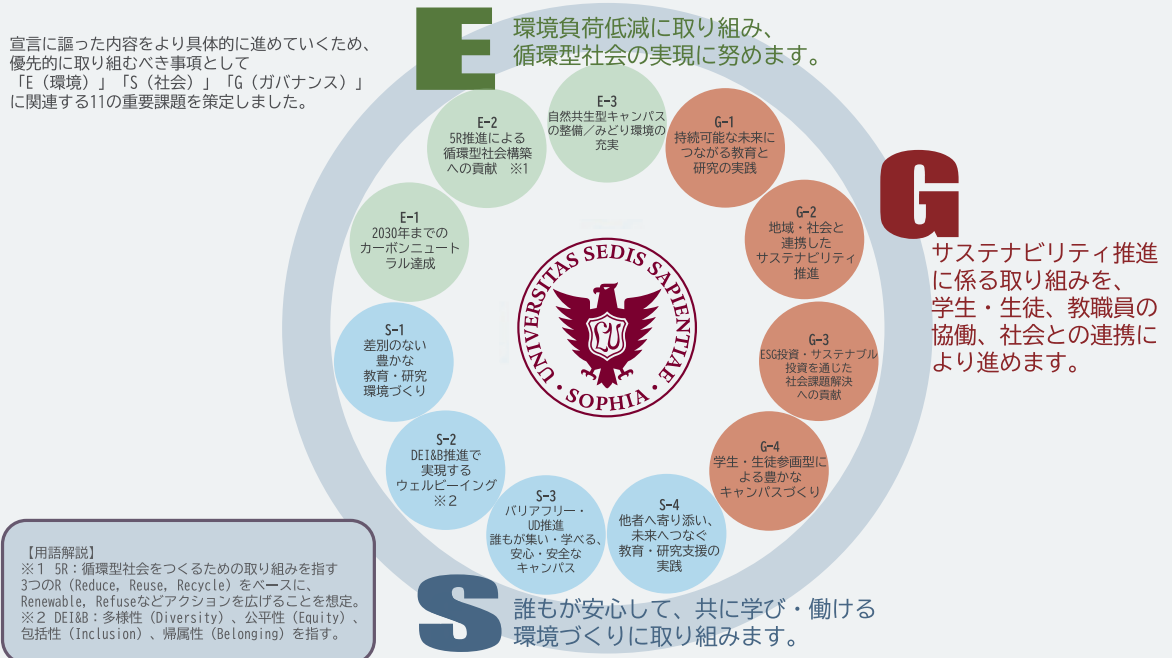 宣言に謳った内容をより具体的に進めていくため、
優先的に取り組むべき事項として
「E（環境）」「S（社会）」「G（ガバナンス）」
に関連する11の重要課題を策定しました。
E
環境負荷低減に取り組み、
循環型社会の実現に努めます。
E-1
2030年までの
カーボンニュート
ラル達成
E-2
5R推進による
循環型社会構築
への貢献　※1
E-3
自然共生型キャンパス
の整備／みどり環境の
充実
G
サステナビリティ推進
に係る取り組みを、
学生・生徒、教職員の
協働、社会との連携に
より進めます。
G-1
持続可能な未来に
つながる教育と
研究の実践
G-2
地域・社会と
連携した
サステナビリティ
推進
G-3
ESG投資・サステナブル
投資を通じた
社会課題解決
への貢献
G-4
学生・生徒参画型に
よる豊かな
キャンパスづくり
S-1
差別のない
豊かな
教育・研究
環境づくり
S-2
DEI&B推進で
実現する
ウェルビーイング
※２
S-3
バリアフリー・
UD推進
誰もが集い・学べる、
安心・安全な
キャンパス
S-4
他者へ寄り添い、
未来へつなぐ
教育・研究支援の
実践
S
誰もが安心して、共に学び・働ける
環境づくりに取り組みます。
UNIVERSITAS SEDIS SAPIENTIAE
LU
・SOPHIA・
【用語解説】
※１ 5R：循環型社会をつくるための取り組みを指す
3つのR（Reduce, Reuse, Recycle）をベースに、
Renewable, Refuseなどアクションを広げることを想定。
※２ DEI&B：多様性（Diversity）、公平性（Equity）、
包括性（Inclusion）、帰属性（Belonging）を指す。